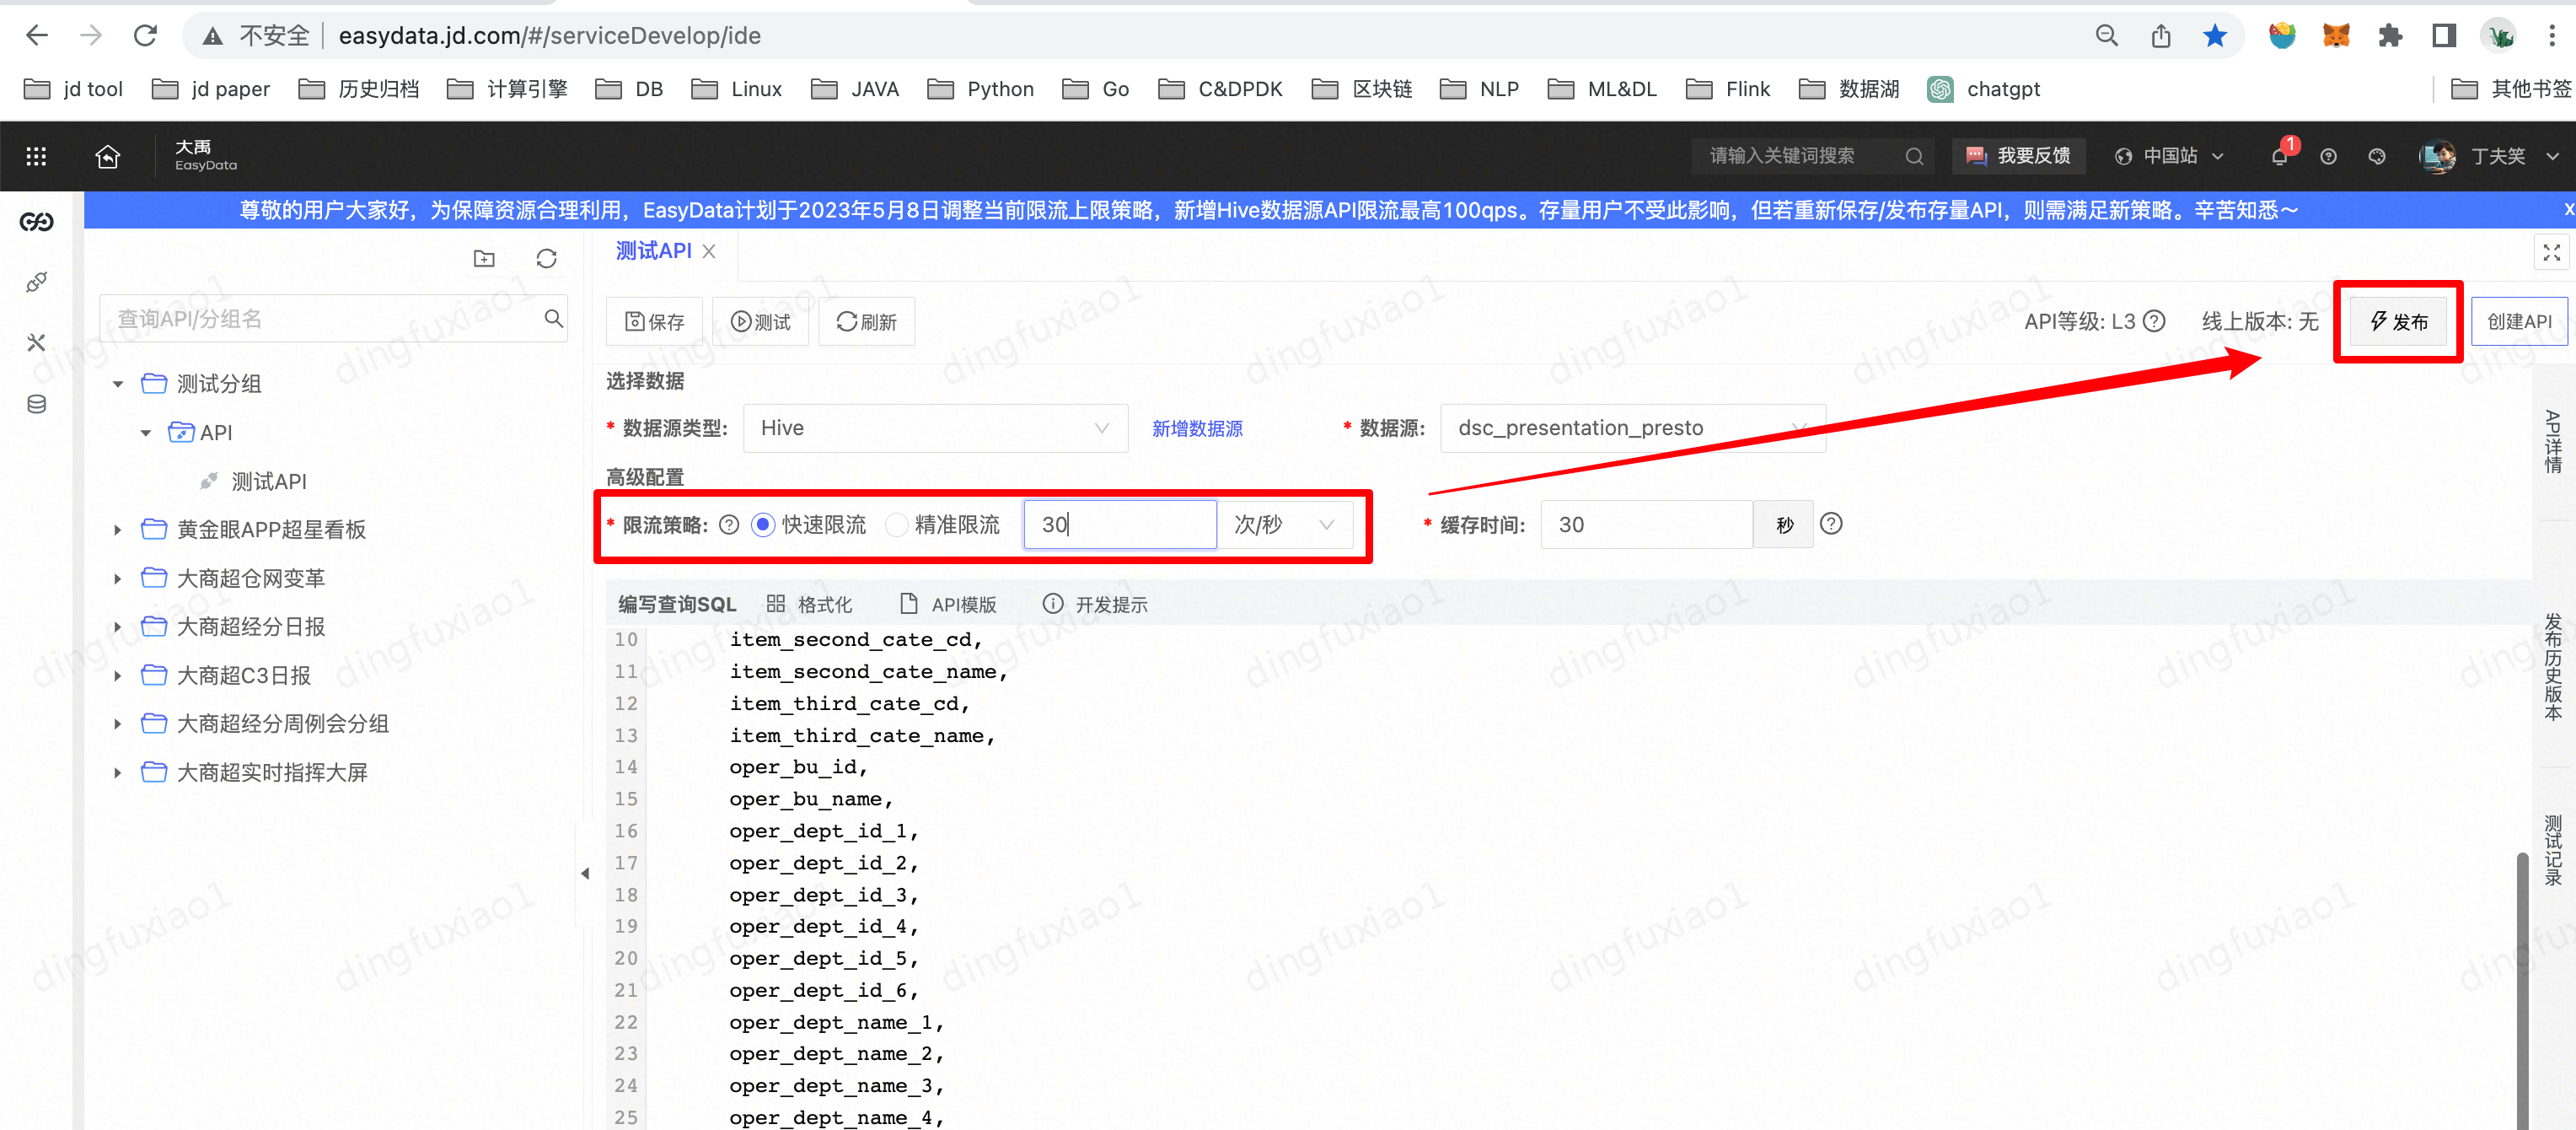 不安全 easydata.jd.com/#/serviceDevelop/ide
jd tool jd paper 历史归档 计算引擎 DB Linux JAVA Python Go C&DPDK 区块链 NLP ML&DL Flink 数据湖 chatgpt 其他书签
大禹
EasyData
请输入关键词搜索 我要反馈 中国站 1 丁夫笑
尊敬的用户大家好，为保障资源合理利用，EasyData计划于2023年5月8日调整当前限流上限策略，新增Hive数据源API限流最高100qps。存量用户不受此影响，但若重新保存/发布存量API，则需满足新策略。辛苦知悉～ x
测试API X
查询API/分组名
保存 测试 刷新 API等级: L3 线上版本: 无 发布 创建API
测试分组
API
测试API
黄金眼APP超星看板
大商超仓网变革
大商超经分日报
大商超C3日报
大商超经分周例会分组
大商超实时指挥大屏
选择数据
* 数据源类型: Hive 新增数据源 * 数据源: dsc_presentation_presto
高级配置
* 限流策略: 快速限流 精准限流 30 次/秒 * 缓存时间: 30 秒
编写查询SQL 格式化 API模版 开发提示
10 item_second_cate_cd,
11 item_second_cate_name,
12 item_third_cate_cd,
13 item_third_cate_name,
14 oper_bu_id,
15 oper_bu_name,
16 oper_dept_id_1,
17 oper_dept_id_2,
18 oper_dept_id_3,
19 oper_dept_id_4,
20 oper_dept_id_5,
21 oper_dept_id_6,
22 oper_dept_name_1,
23 oper_dept_name_2,
24 oper_dept_name_3,
25 oper_dept_name_4,
API详情
发布历史版本
测试记录
dingfuxiao1